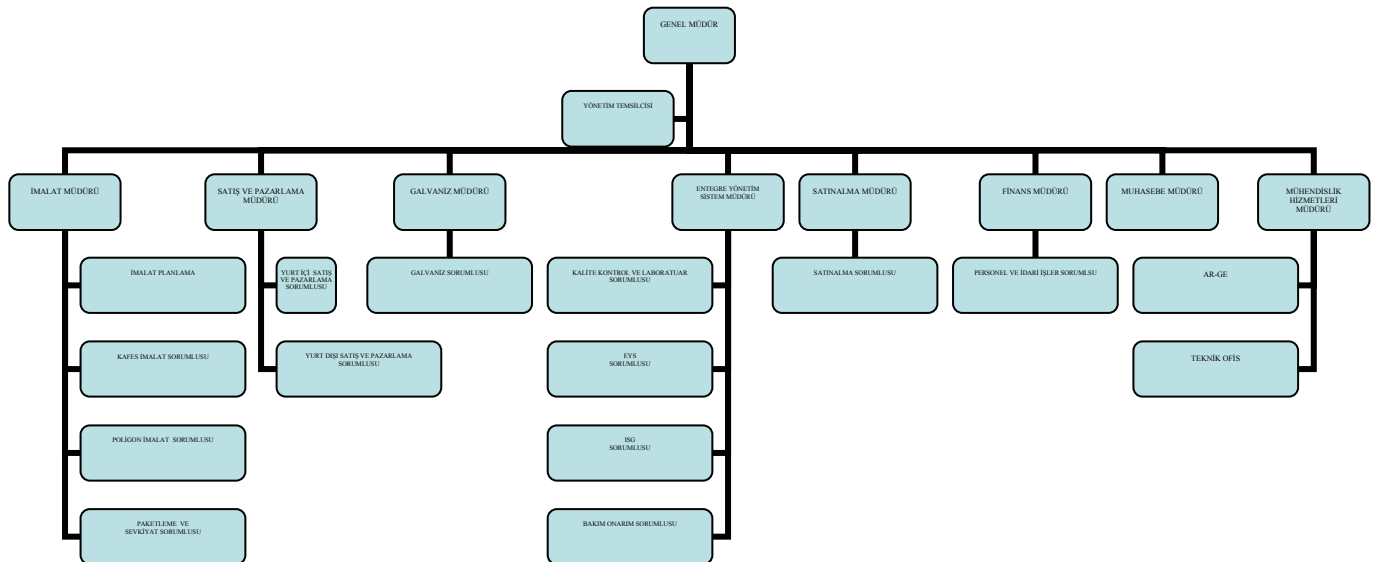 GENEL MÜDÜR
YÖNETİM TEMSİLCİSİ
İMALAT MÜDÜRÜ
SATIŞ VE PAZARLAMA
MÜDÜRÜ
GALVANİZ MÜDÜRÜ
ENTEGRE YÖNETİM
SİSTEM MÜDÜRÜ
SATINALMA MÜDÜRÜ
FİNANS MÜDÜRÜ
MUHASEBE MÜDÜRÜ
MÜHENDİSLİK
HİZMETLERİ
MÜDÜRÜ
İMALAT PLANLAMA
YURT İÇİ SATIŞ
VE PAZARLAMA
SORUMLUSU
GALVANİZ SORUMLUSU
KALİTE KONTROL VE LABORATUAR
SORUMLUSU
SATINALMA SORUMLUSU
PERSONEL VE İDARİ İŞLER SORUMLSU
AR-GE
KAFES İMALAT SORUMLUSU
YURT DIŞI SATIŞ VE PAZARLAMA
SORUMLUSU
EYS
SORUMLUSU
TEKNİK OFİS
POLİGON İMALAT SORUMLUSU
ISG
SORUMLUSU
PAKETLEME VE
SEVKİYAT SORUMLUSU
BAKIM ONARIM SORUMLUSU